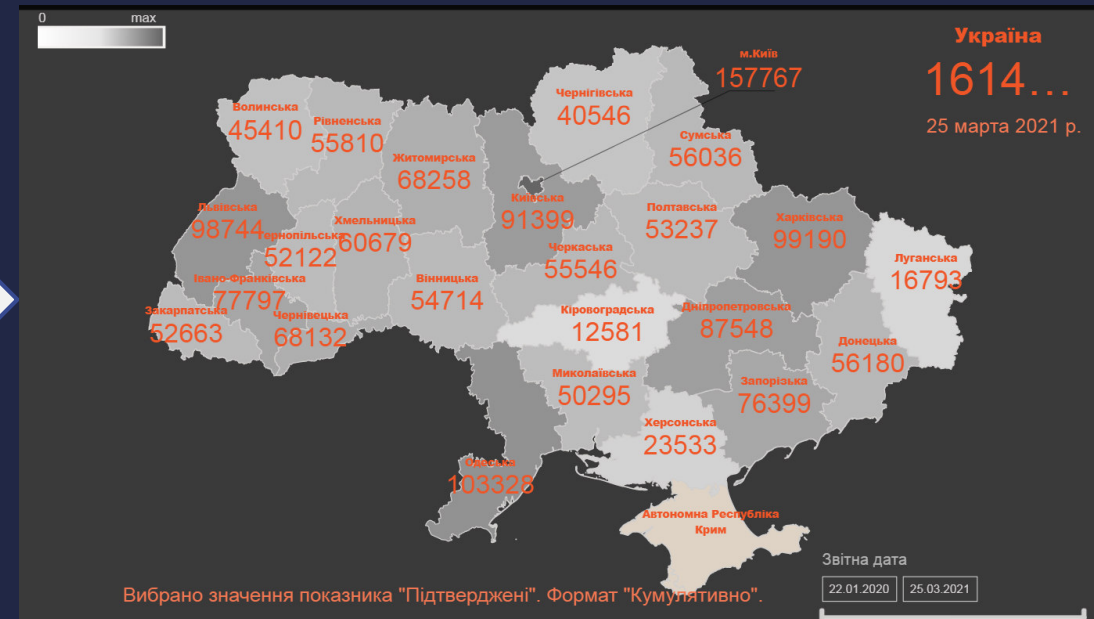 0 max
Україна
1614...
25 марта 2021 р.
м.Київ
157767
Чернігівська
40546
Волинська
45410
Рівненська
55810
Сумська
56036
Житомирська
68258
Київська
91399
Полтавська
53237
Харківська
99190
Львівська
98744
Хмельницька
60679
Тернопільська
52122
Черкаська
55546
Луганська
16793
Івано-Франківська
77797
Вінницька
54714
Закарпатська
52663
Чернівецька
68132
Кіровоградська
12581
Дніпропетровська
87548
Донецька
56180
Миколаївська
50295
Запорізька
76399
Херсонська
23533
Одеська
103328
Автономна Республіка
Крим
Звітна дата
22.01.2020 25.03.2021
Вибрано значення показника "Підтверджені". Формат "Кумулятивно".